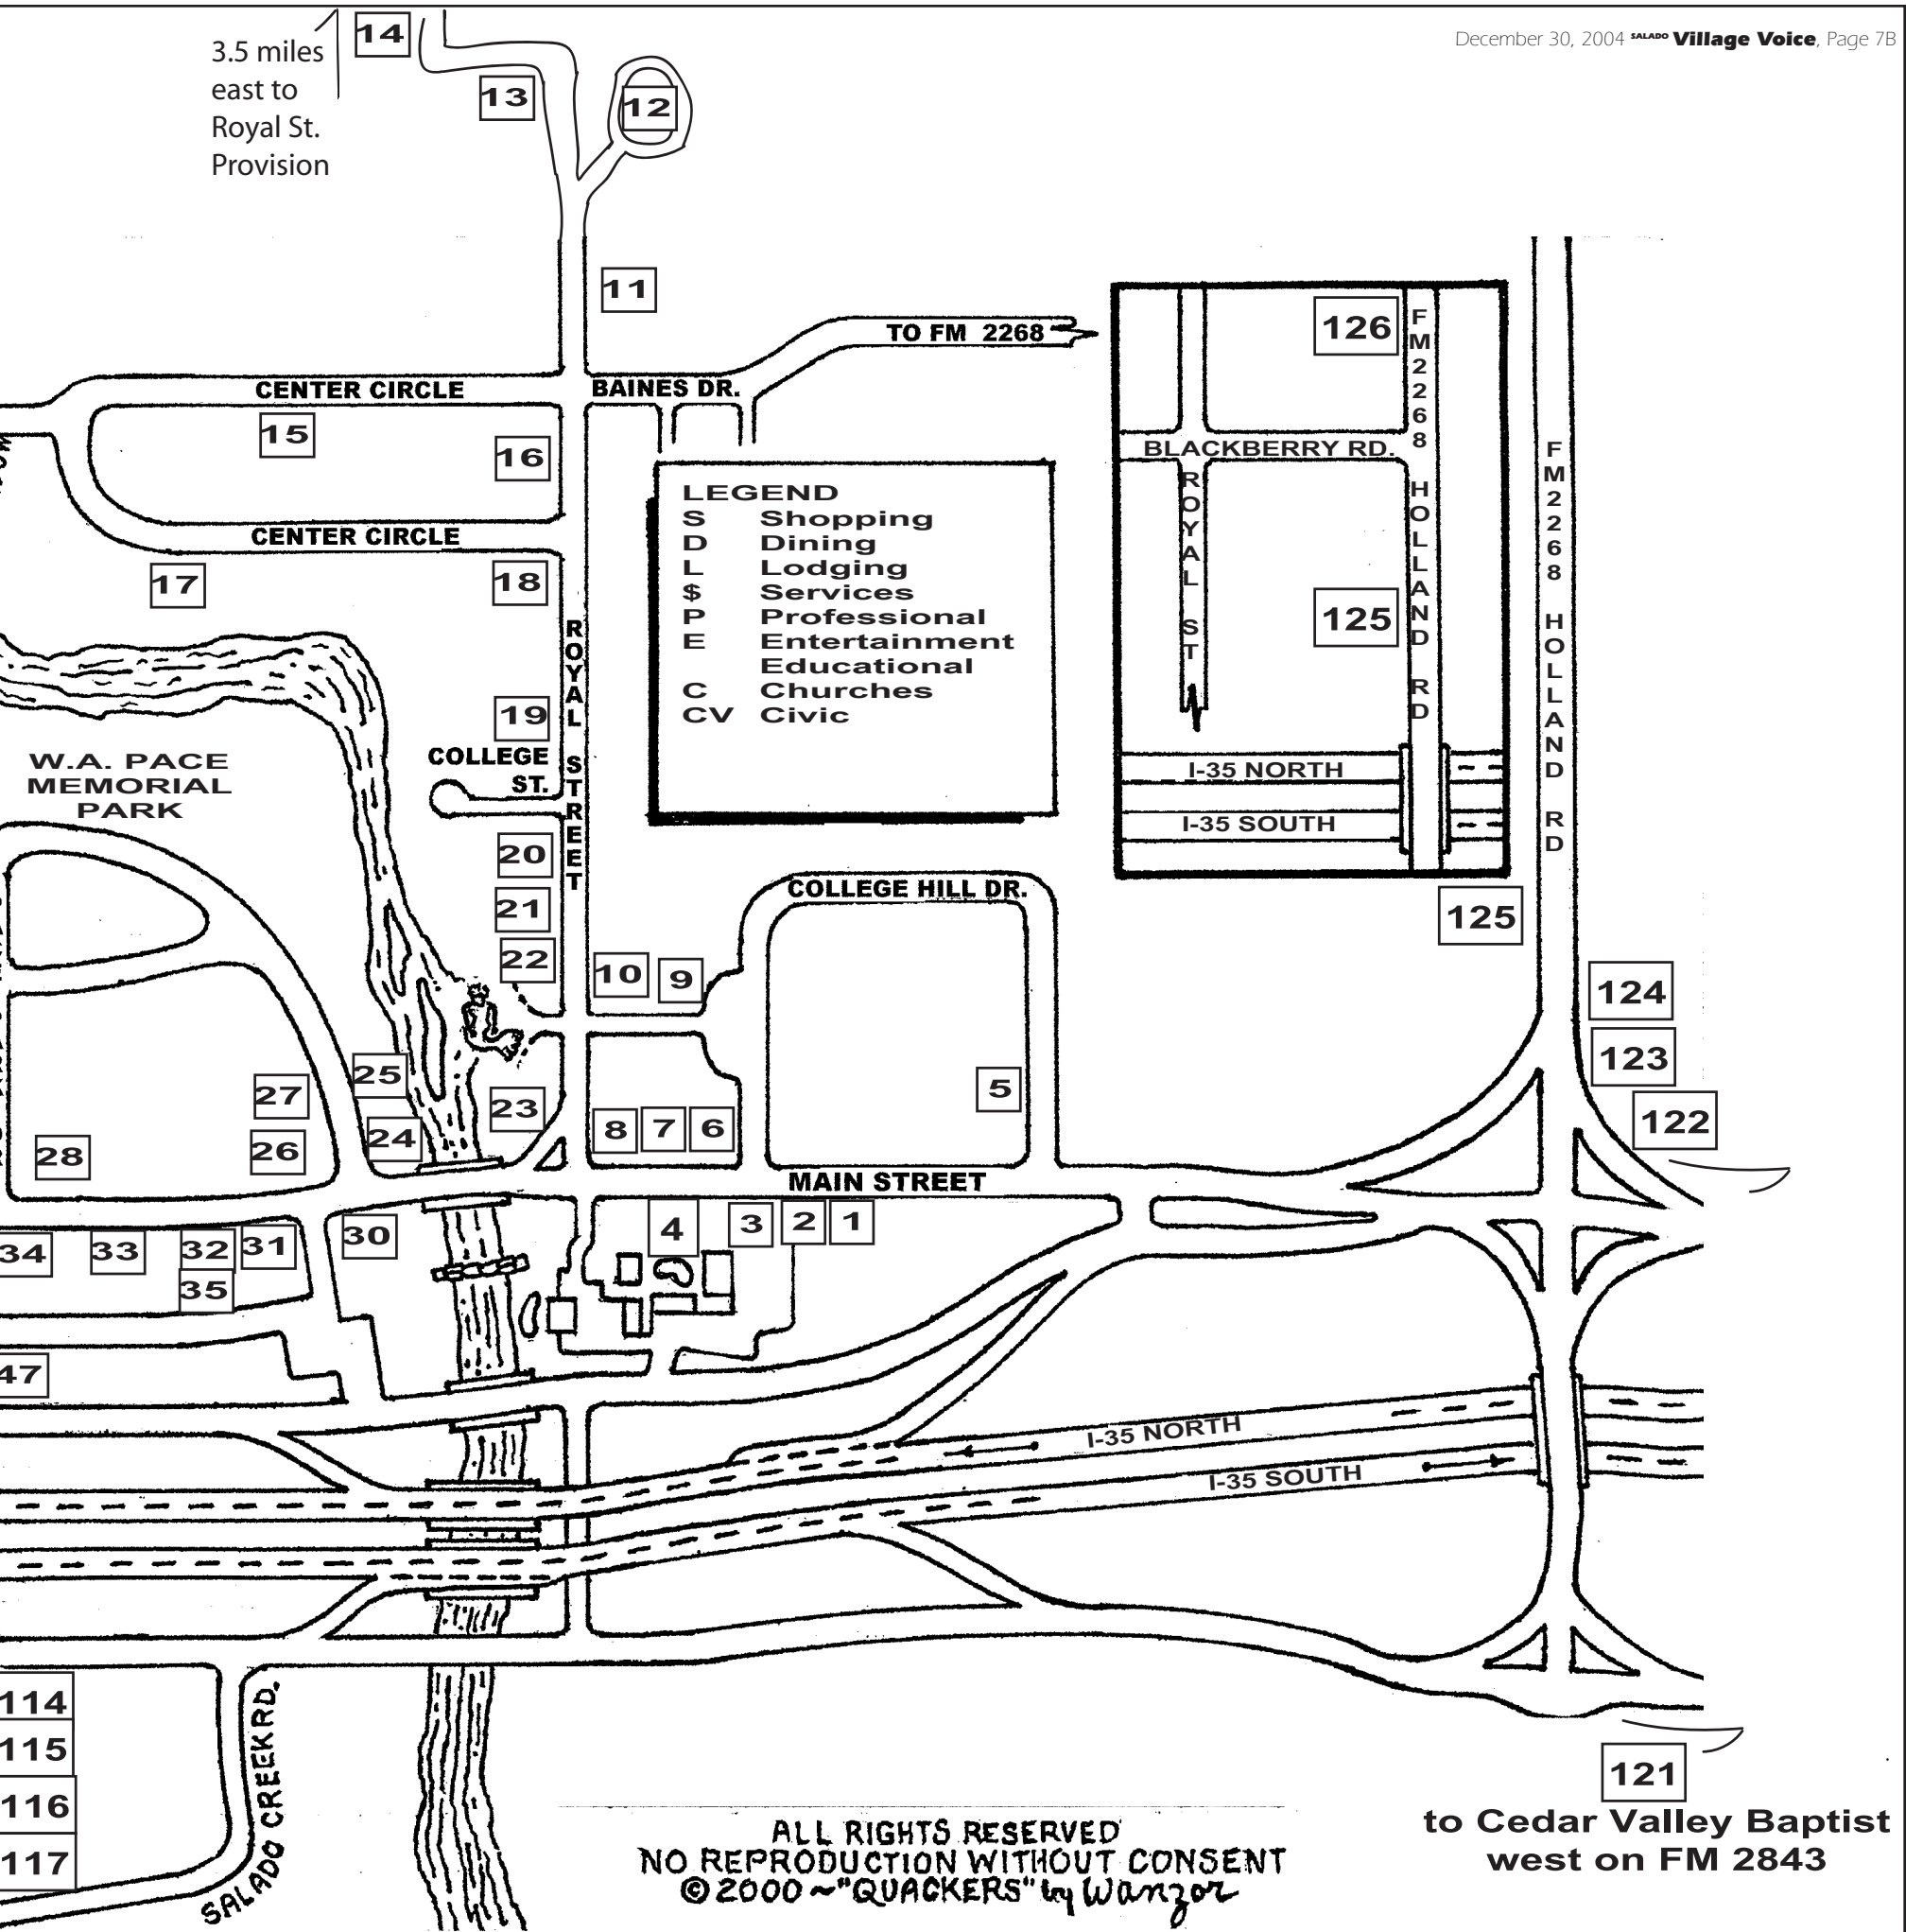 December 30, 2004 SALADO Village Voice, Page 7B
3.5 miles
east to
Royal St.
Provision
14
13
12
11
TO FM 2268
CENTER CIRCLE
BAINES DR.
15
16
CENTER CIRCLE
17
18
ROYAL STREET
19
COLLEGE
ST.
20
21
22
LEGEND
S Shopping
D Dining
L Lodging
$ Services
P Professional
E Entertainment
Educational
C Churches
CV Civic
126
FM2268 HOLLAND RD
BLACKBERRY RD.
ROYAL ST
125
I-35 NORTH
I-35 SOUTH
FM2268 HOLLAND RD
W.A. PACE
MEMORIAL
PARK
COLLEGE HILL DR.
125
10
9
124
123
122
5
25
27
23
24
26
28
8
7
6
MAIN STREET
4
3
2
1
30
31
32
33
34
35
47
I-35 NORTH
I-35 SOUTH
114
115
116
117
SALADO CREEK RD.
121
to Cedar Valley Baptist
west on FM 2843
ALL RIGHTS RESERVED
NO REPRODUCTION WITHOUT CONSENT
© 2000 ~ "QUACKERS" by Wanzor